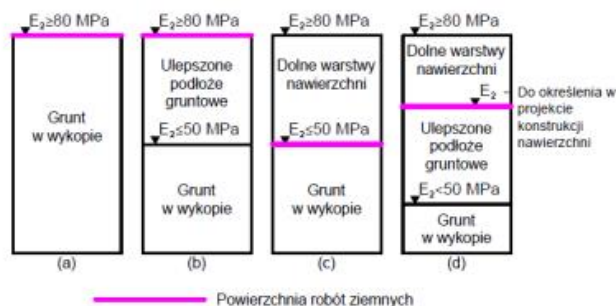 E₂≥80 MPa
Grunt
w wykopie
(a)
E₂≥80 MPa
Ulepszone
podłoże
gruntowe
E₂≤50 MPa
Grunt
w wykopie
(b)
E₂≥80 MPa
Dolne warstwy
nawierzchni
E₂≤50 MPa
Grunt
w wykopie
(c)
E₂≥80 MPa
Dolne warstwy
nawierzchni
E₂
Do określenia w
projekcie
konstrukcji
nawierzchni
Ulepszone
podłoże
gruntowe
E₂<50 MPa
Grunt
w wykopie
(d)
Powierzchnia robót ziemnych